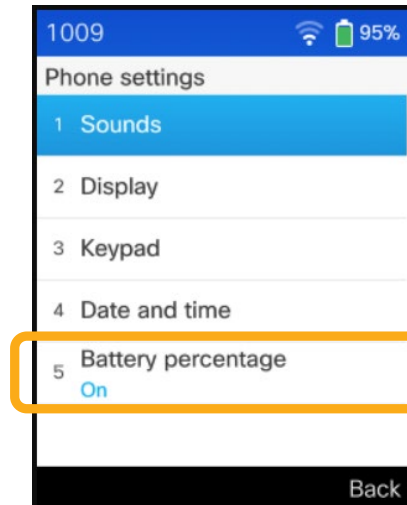 1009 95%
Phone settings
1 Sounds
2 Display
3 Keypad
4 Date and time
5 Battery percentage
On
Back